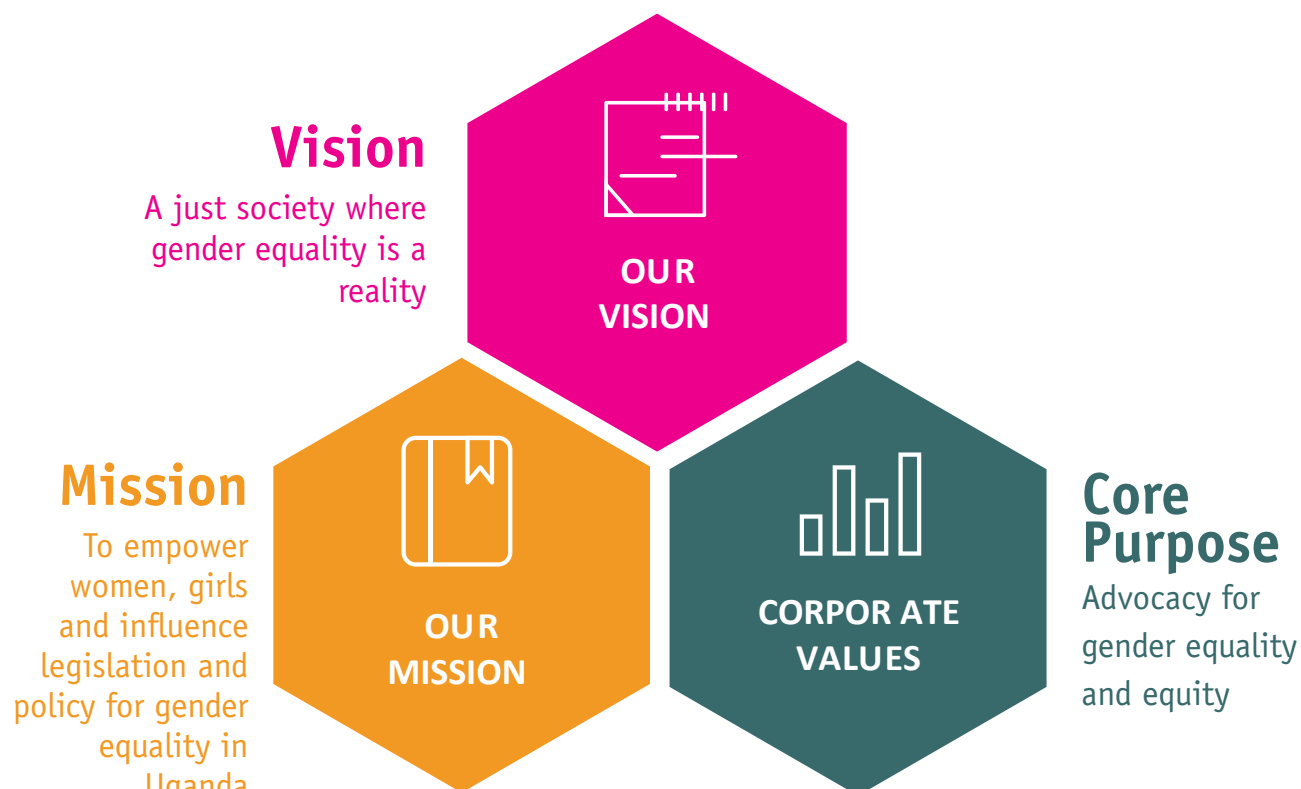 Vision
A just society where
gender equality is a
reality
OUR
VISION
Mission
To empower
women, girls
and influence
legislation and
policy for gender
equality in
Uganda
OUR
MISSION
CORPOR ATE
VALUES
Core
Purpose
Advocacy for
gender equality
and equity